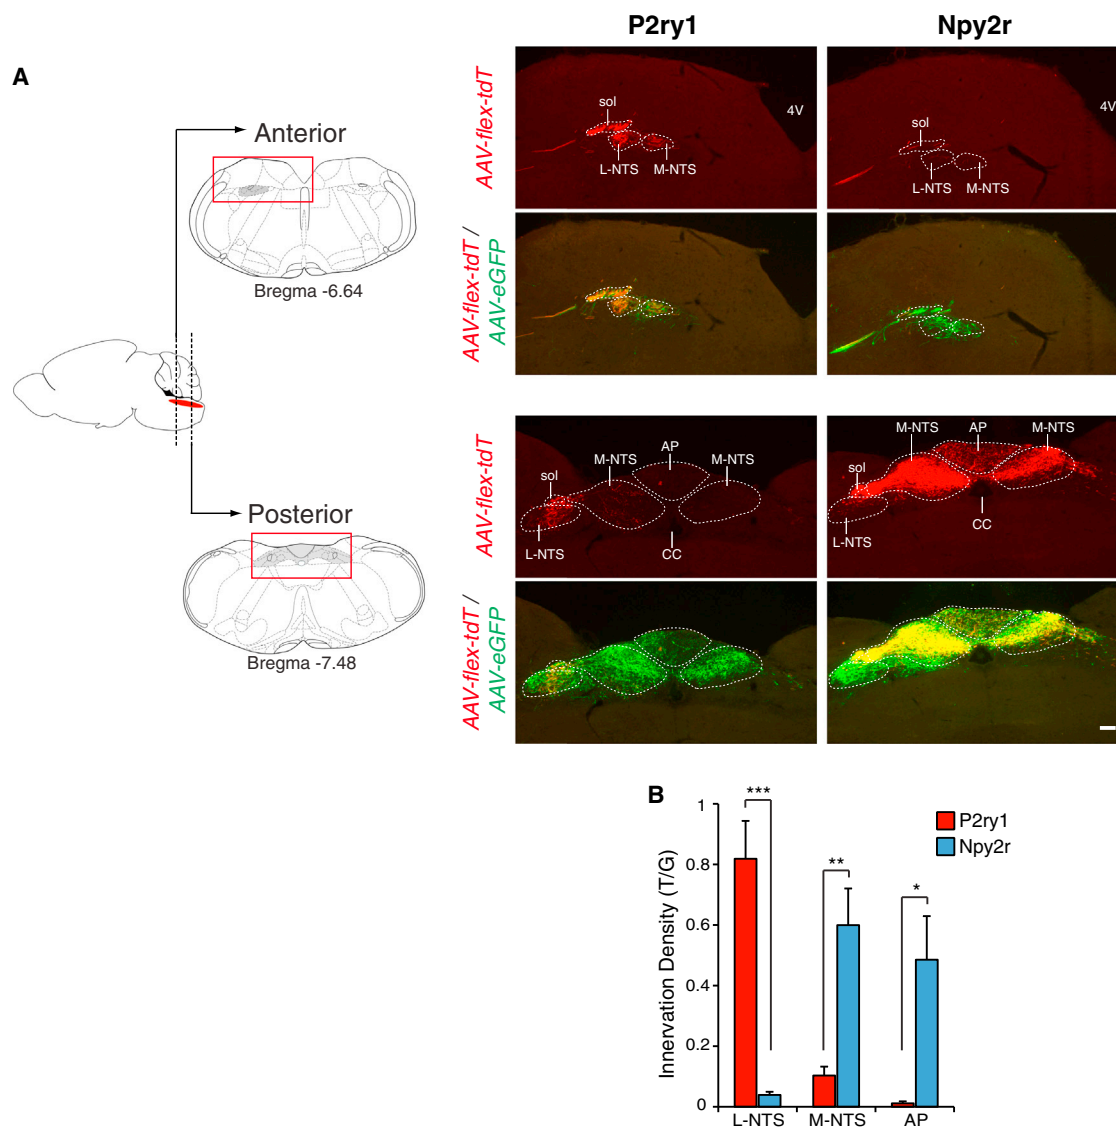 A
P2ry1
Npy2r
Anterior
Bregma -6.64
Posterior
Bregma -7.48
AAV-flex-tdT
sol
L-NTS
M-NTS
4V
sol
L-NTS
M-NTS
4V
AAV-flex-tdT /
AAV-eGFP
AAV-flex-tdT
AP
M-NTS
M-NTS
sol
L-NTS
CC
AP
M-NTS
M-NTS
sol
L-NTS
CC
AAV-flex-tdT /
AAV-eGFP
B
Innervation Density (T/G)
1
0.8
0.6
0.4
0.2
0
***
**
*
P2ry1
Npy2r
L-NTS
M-NTS
AP